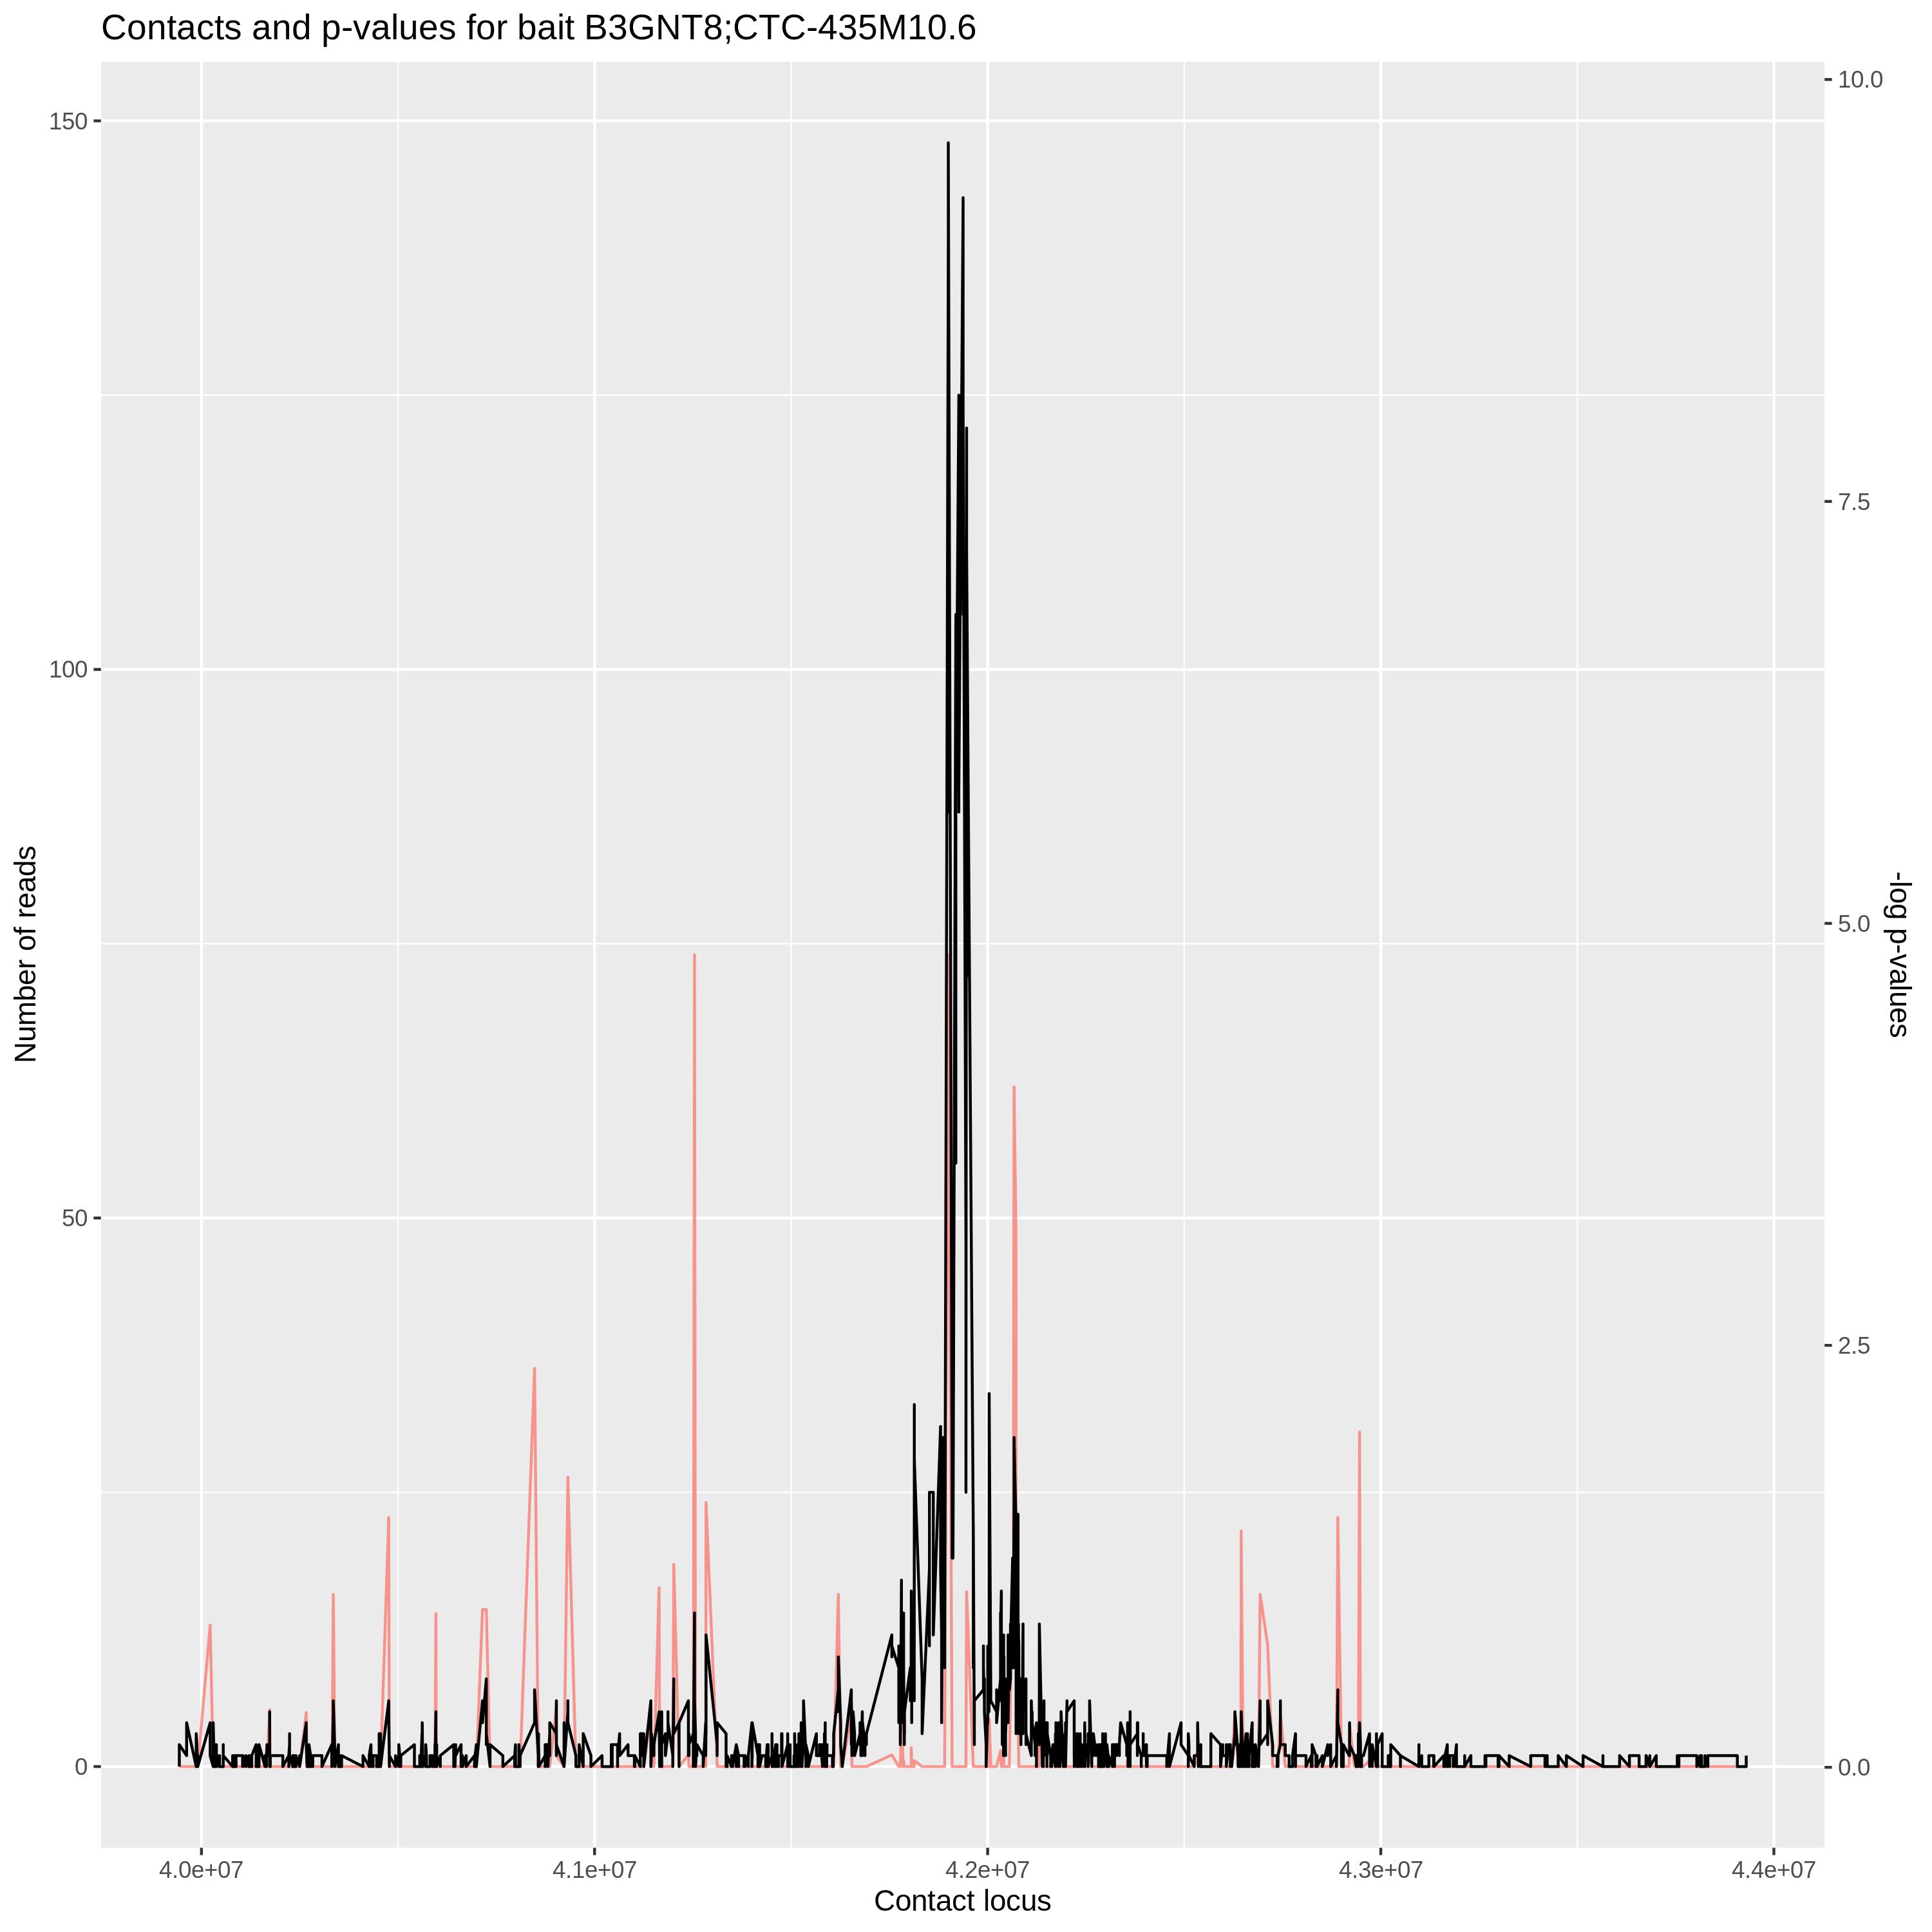 Contacts and p-values for bait B3GNT8;CTC-435M10.6
150
100
50
0
Number of reads
10.0
7.5
5.0
2.5
0.0
-log p-values
4.0e+07
4.1e+07
4.2e+07
4.3e+07
4.4e+07
Contact locus